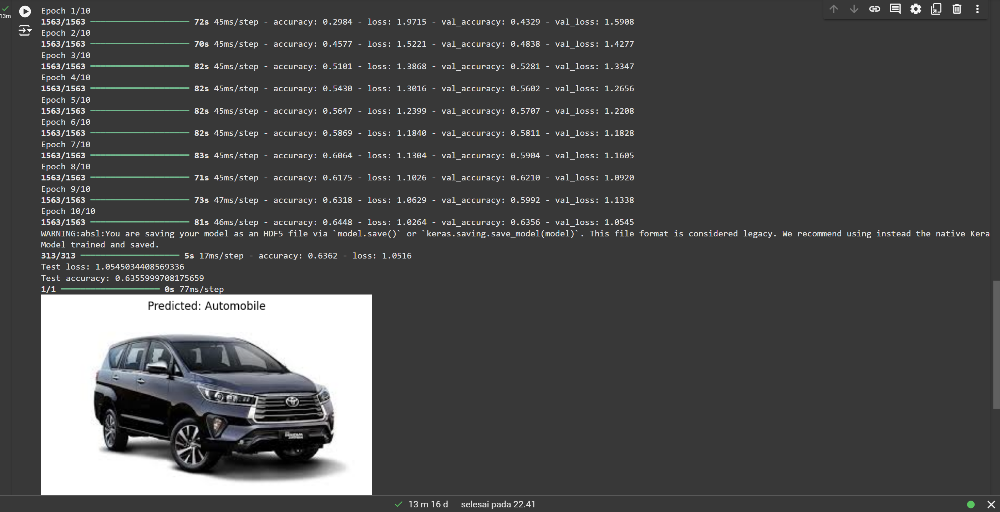 13m
Epoch 1/10
1563/1563 72s 45ms/step - accuracy: 0.2984 - loss: 1.9715 - val_accuracy: 0.4329 - val_loss: 1.5908
Epoch 2/10
1563/1563 70s 45ms/step - accuracy: 0.4577 - loss: 1.5221 - val_accuracy: 0.4838 - val_loss: 1.4277
Epoch 3/10
1563/1563 82s 45ms/step - accuracy: 0.5101 - loss: 1.3868 - val_accuracy: 0.5281 - val_loss: 1.3347
Epoch 4/10
1563/1563 82s 45ms/step - accuracy: 0.5430 - loss: 1.3016 - val_accuracy: 0.5602 - val_loss: 1.2656
Epoch 5/10
1563/1563 82s 45ms/step - accuracy: 0.5647 - loss: 1.2399 - val_accuracy: 0.5707 - val_loss: 1.2208
Epoch 6/10
1563/1563 82s 45ms/step - accuracy: 0.5869 - loss: 1.1840 - val_accuracy: 0.5811 - val_loss: 1.1828
Epoch 7/10
1563/1563 83s 45ms/step - accuracy: 0.6064 - loss: 1.1304 - val_accuracy: 0.5904 - val_loss: 1.1605
Epoch 8/10
1563/1563 71s 45ms/step - accuracy: 0.6175 - loss: 1.1026 - val_accuracy: 0.6210 - val_loss: 1.0920
Epoch 9/10
1563/1563 73s 47ms/step - accuracy: 0.6318 - loss: 1.0629 - val_accuracy: 0.5992 - val_loss: 1.1338
Epoch 10/10
1563/1563 81s 46ms/step - accuracy: 0.6448 - loss: 1.0264 - val_accuracy: 0.6356 - val_loss: 1.0545
WARNING:absl:You are saving your model as an HDF5 file via `model.save()` or `keras.saving.save_model(model)`. This file format is considered legacy. We recommend using instead the native Kera
Model trained and saved.
313/313 5s 17ms/step - accuracy: 0.6362 - loss: 1.0516
Test loss: 1.0545034408569336
Test accuracy: 0.6355999708175659
1/1 0s 77ms/step
Predicted: Automobile
13 m 16 d selesai pada 22.41